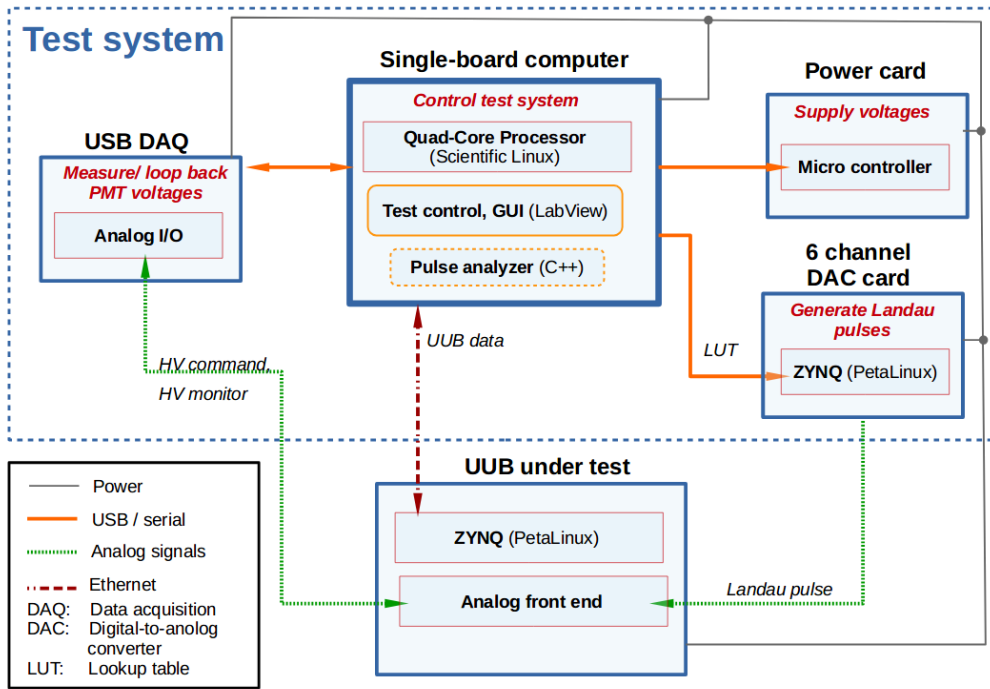 Test system
Single-board computer
Control test system
Quad-Core Processor
(Scientific Linux)
Test control, GUI (LabView)
Pulse analyzer (C++)
Power card
Supply voltages
Micro controller
USB DAQ
Measure/ loop back
PMT voltages
Analog I/O
6 channel
DAC card
Generate Landau
pulses
ZYNQ (PetaLinux)
UUB data
LUT
HV command,
HV monitor
UUB under test
ZYNQ (PetaLinux)
Analog front end
Landau pulse
Power
USB / serial
Analog signals
Ethernet
DAQ: Data acquisition
DAC: Digital-to-anolog
converter
LUT: Lookup table